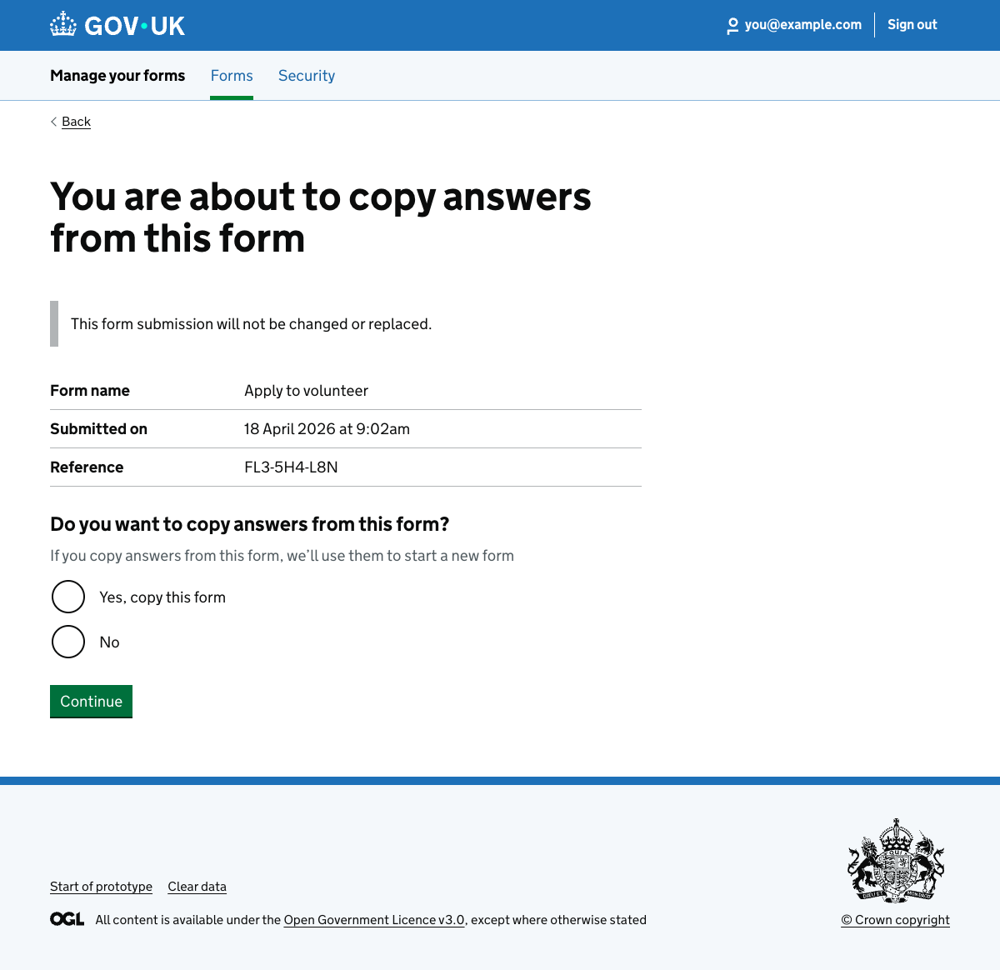 GOV•UK
you@example.com
Sign out
Manage your forms
Forms
Security
Back
You are about to copy answers
from this form
This form submission will not be changed or replaced.
Form name Apply to volunteer
Submitted on 18 April 2026 at 9:02am
Reference FL3-5H4-L8N
Do you want to copy answers from this form?
If you copy answers from this form, we’ll use them to start a new form
Yes, copy this form
No
Continue
Start of prototype
Clear data
OGL All content is available under the Open Government Licence v3.0, except where otherwise stated
© Crown copyright